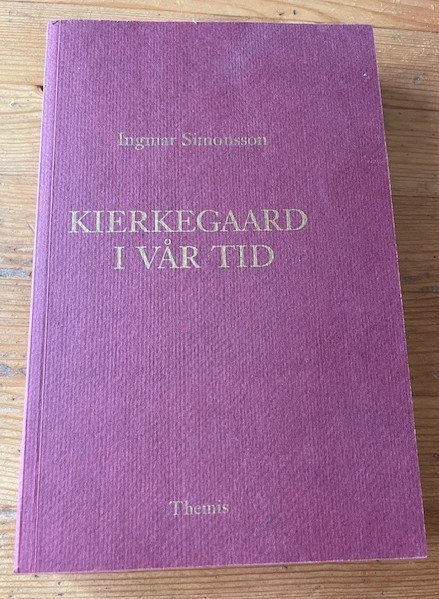 Ingmar Simonsson
KIERKEGAARD
I VÅR TID
Themis